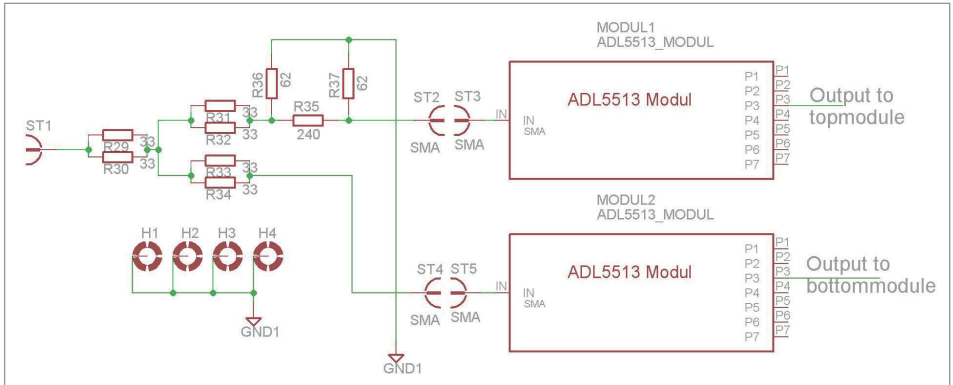 MODUL1
ADL5513_MODUL
R36
62
R37
62
ST1
R29
33
R30
33
R31
33
R32
33
R35
240
ST2
ST3
SMA
SMA
IN
IN
SMA
ADL5513 Modul
P1
P2
P3
P4
P5
P6
P7
P1
P2
P3
P4
P5
P6
P7
Output to
topmodule
R33
33
R34
33
MODUL2
ADL5513_MODUL
H1
H2
H3
H4
GND1
ST4
ST5
SMA
SMA
IN
IN
SMA
ADL5513 Modul
P1
P2
P3
P4
P5
P6
P7
P1
P2
P3
P4
P5
P6
P7
Output to
bottommodule
GND1